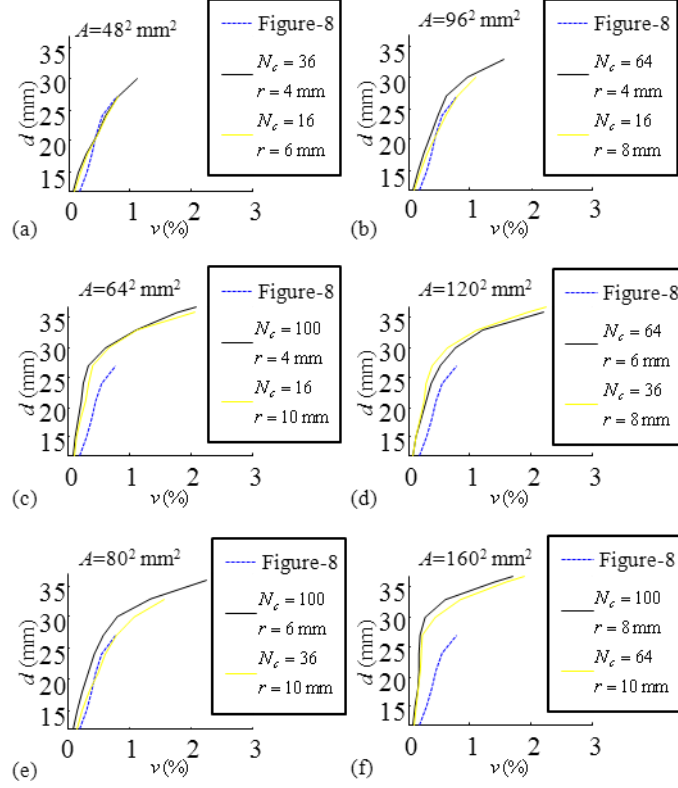 A=48² mm²
35
30
25
20
15
d (mm)
0 1 2 3
v(%)
(a)
Figure-8
N_c = 36
r = 4 mm
N_c = 16
r = 6 mm
A=96² mm²
35
30
25
20
15
d (mm)
0 1 2 3
v(%)
(b)
Figure-8
N_c = 64
r = 4 mm
N_c = 16
r = 8 mm
A=64² mm²
35
30
25
20
15
d (mm)
0 1 2 3
v(%)
(c)
Figure-8
N_c = 100
r = 4 mm
N_c = 16
r = 10 mm
A=120² mm²
35
30
25
20
15
d (mm)
0 1 2 3
v(%)
(d)
Figure-8
N_c = 64
r = 6 mm
N_c = 36
r = 8 mm
A=80² mm²
35
30
25
20
15
d (mm)
0 1 2 3
v(%)
(e)
Figure-8
N_c = 100
r = 6 mm
N_c = 36
r = 10 mm
A=160² mm²
35
30
25
20
15
d (mm)
0 1 2 3
v(%)
(f)
Figure-8
N_c = 100
r = 8 mm
N_c = 64
r = 10 mm